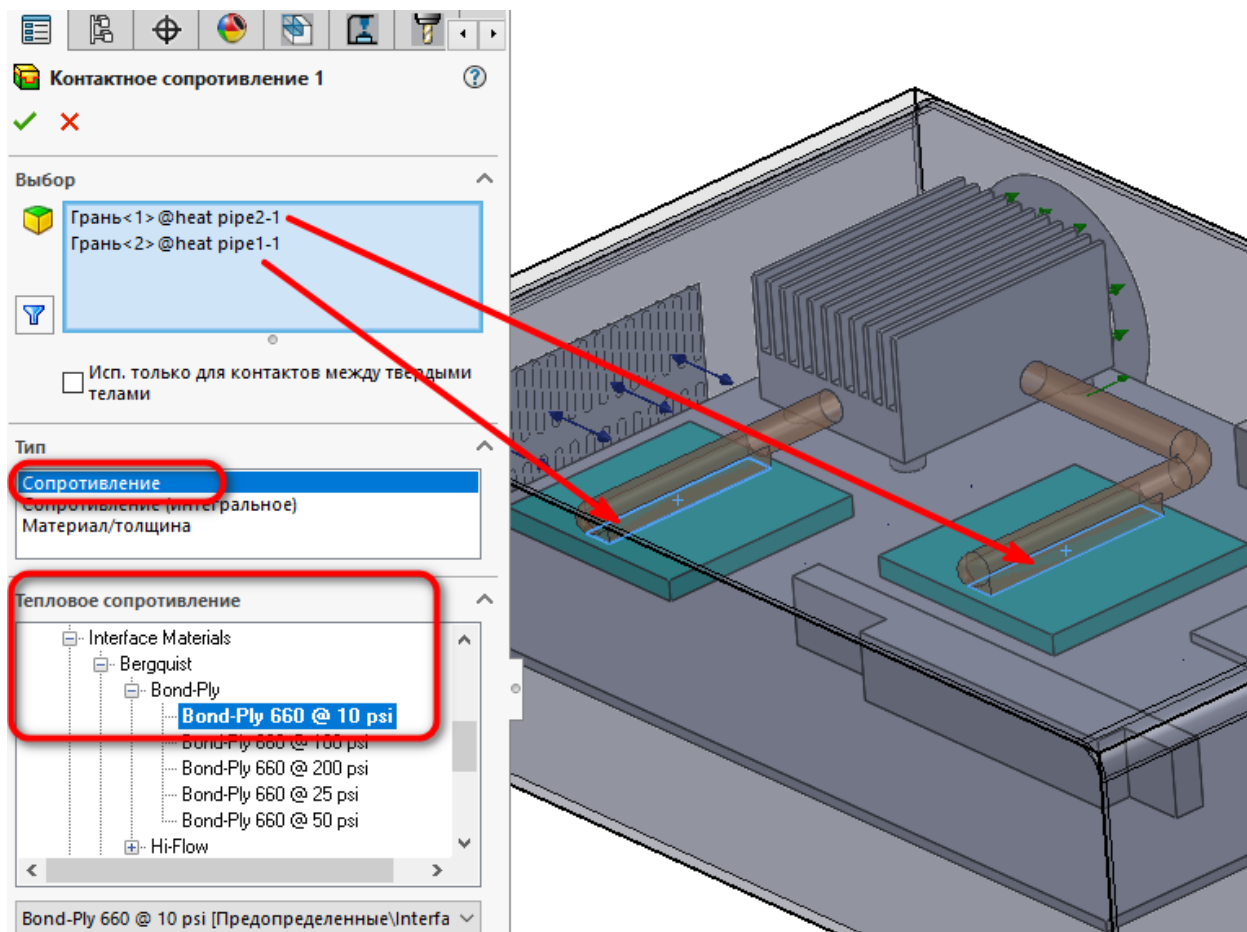 Контактное сопротивление 1
Выбор
Грань<1>@heat pipe2-1
Грань<2>@heat pipe1-1
Исп. только для контактов между твердыми
телами
Тип
Сопротивление
Сопротивление (интегральное)
Материал/толщина
Тепловое сопротивление
Interface Materials
Bergquist
Bond-Ply
Bond-Ply 660 @ 10 psi
Bond-Ply 660 @ 100 psi
Bond-Ply 660 @ 200 psi
Bond-Ply 660 @ 25 psi
Bond-Ply 660 @ 50 psi
Hi-Flow
Bond-Ply 660 @ 10 psi [Предопределенные\Interfa